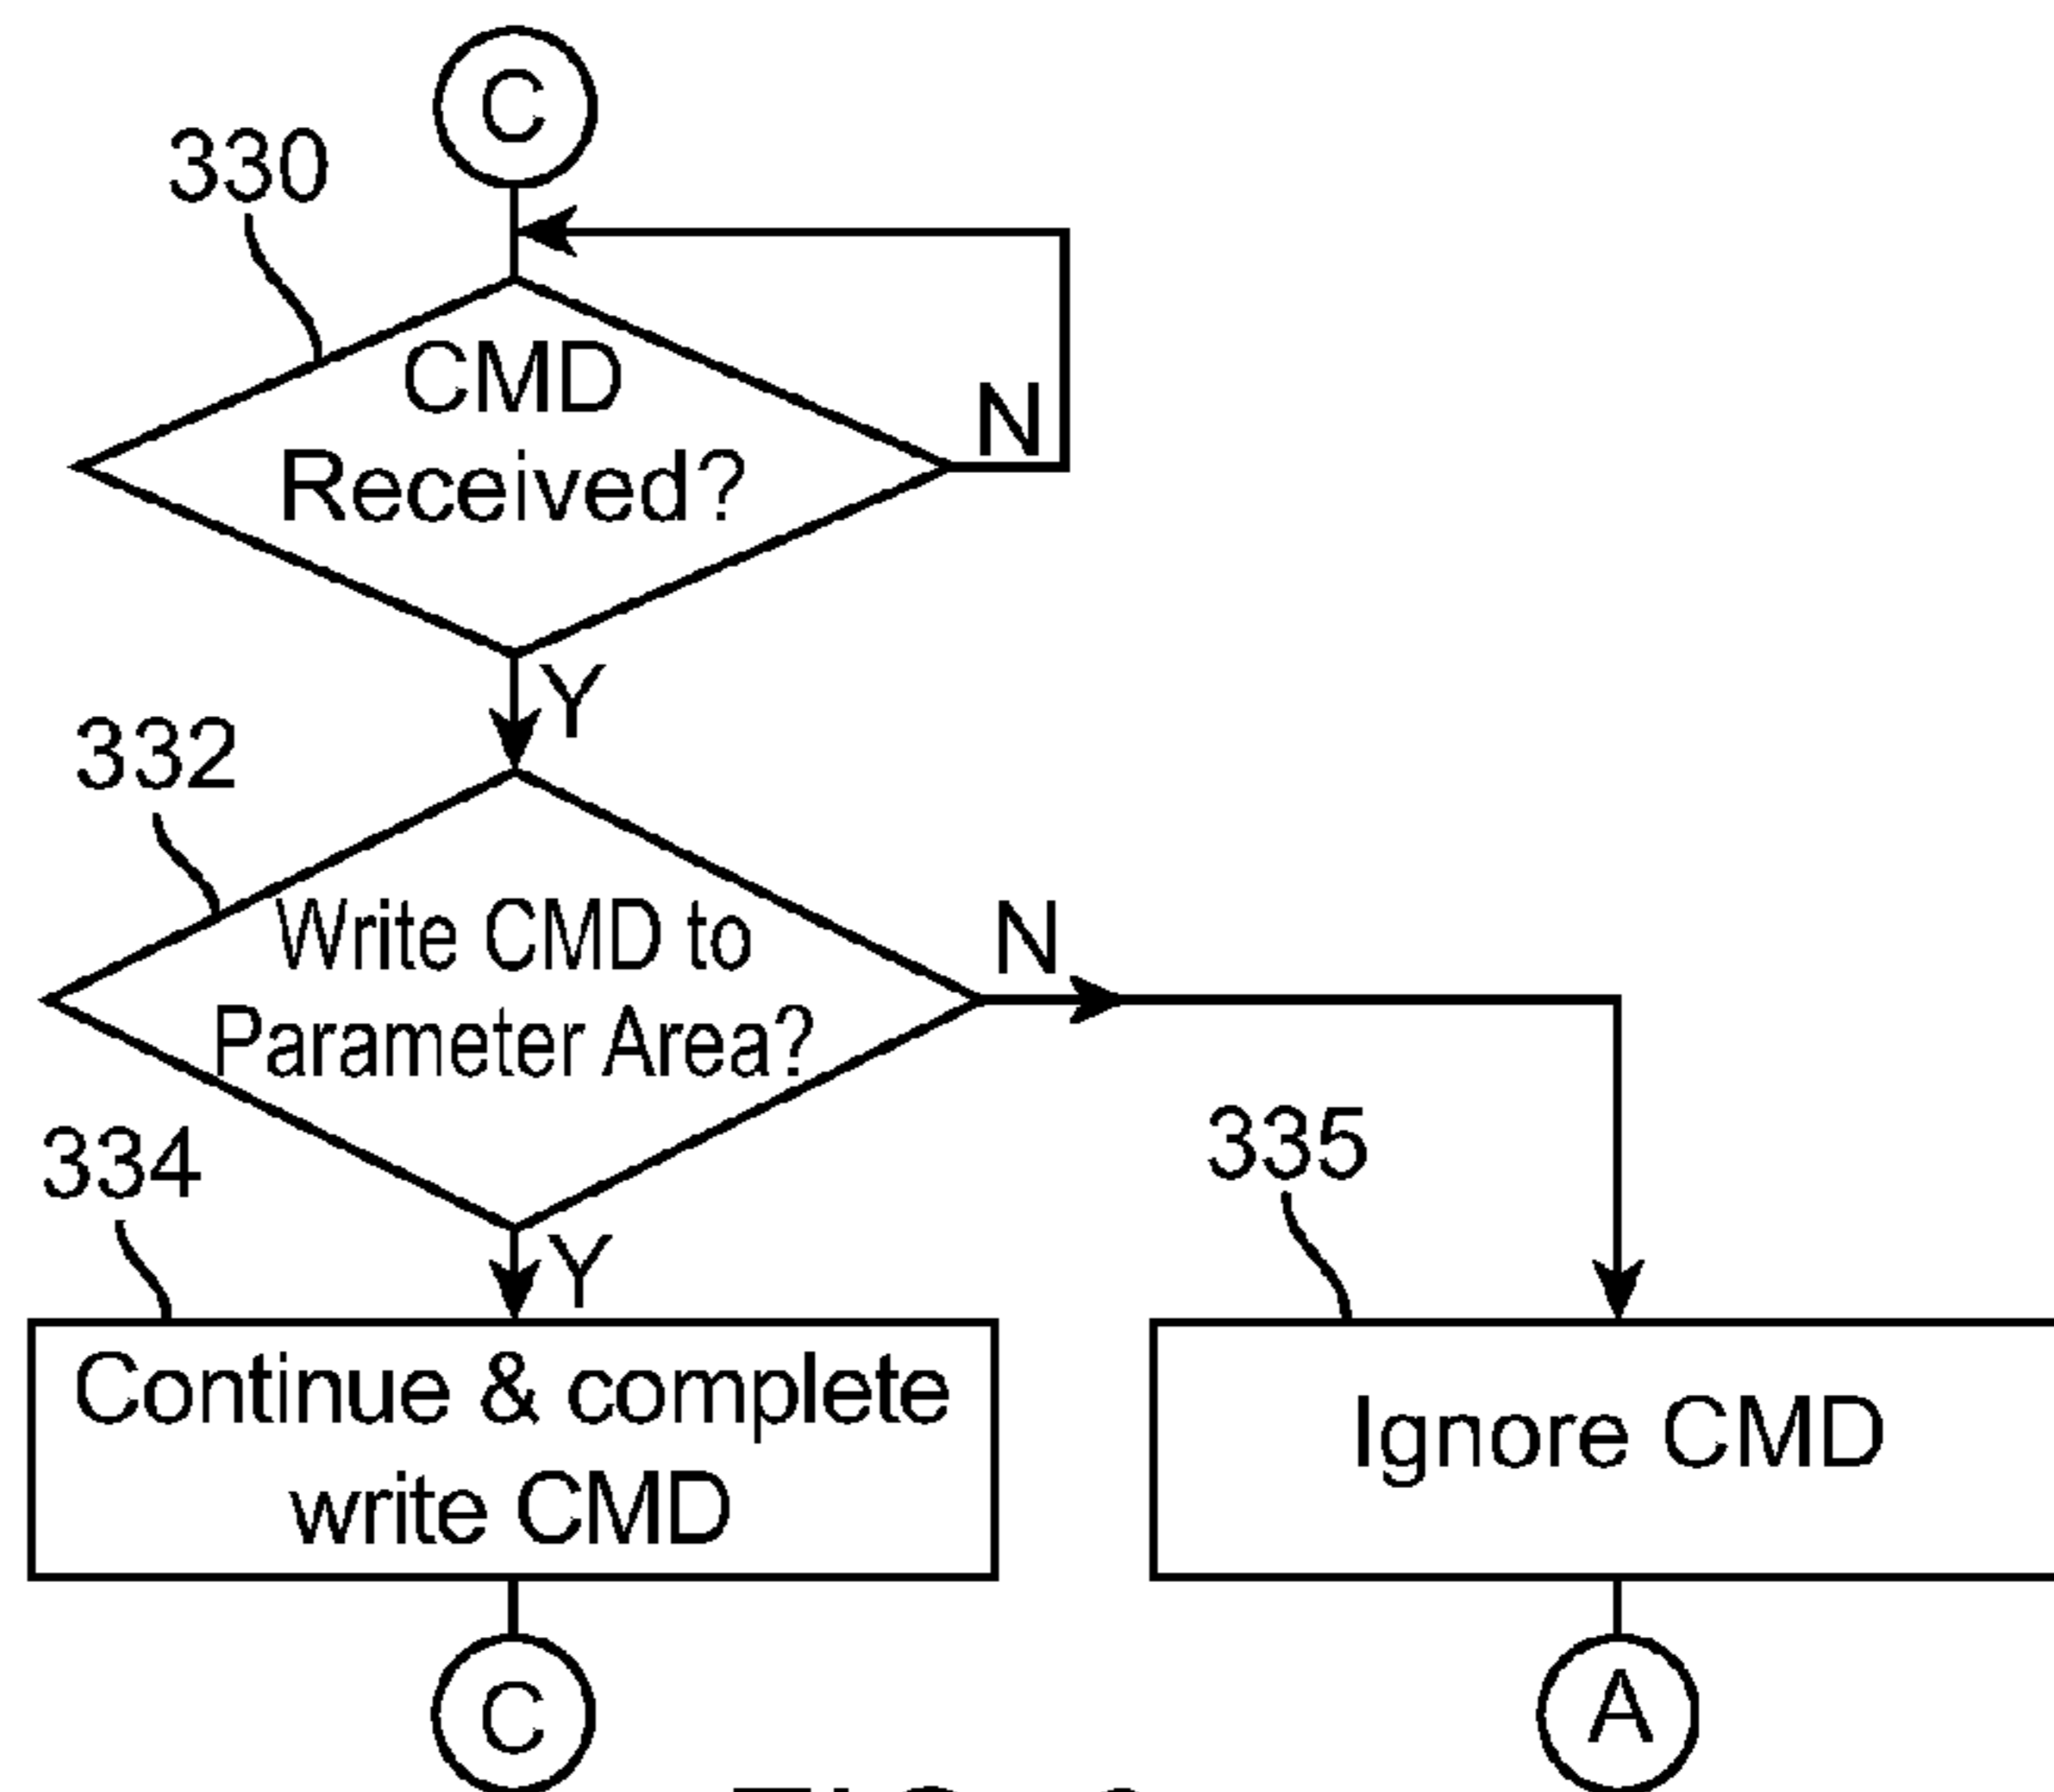 C
330
CMD
Received?
N
Y
332
Write CMD to
Parameter Area?
N
334
Y
335
Continue & complete
write CMD
Ignore CMD
C
A